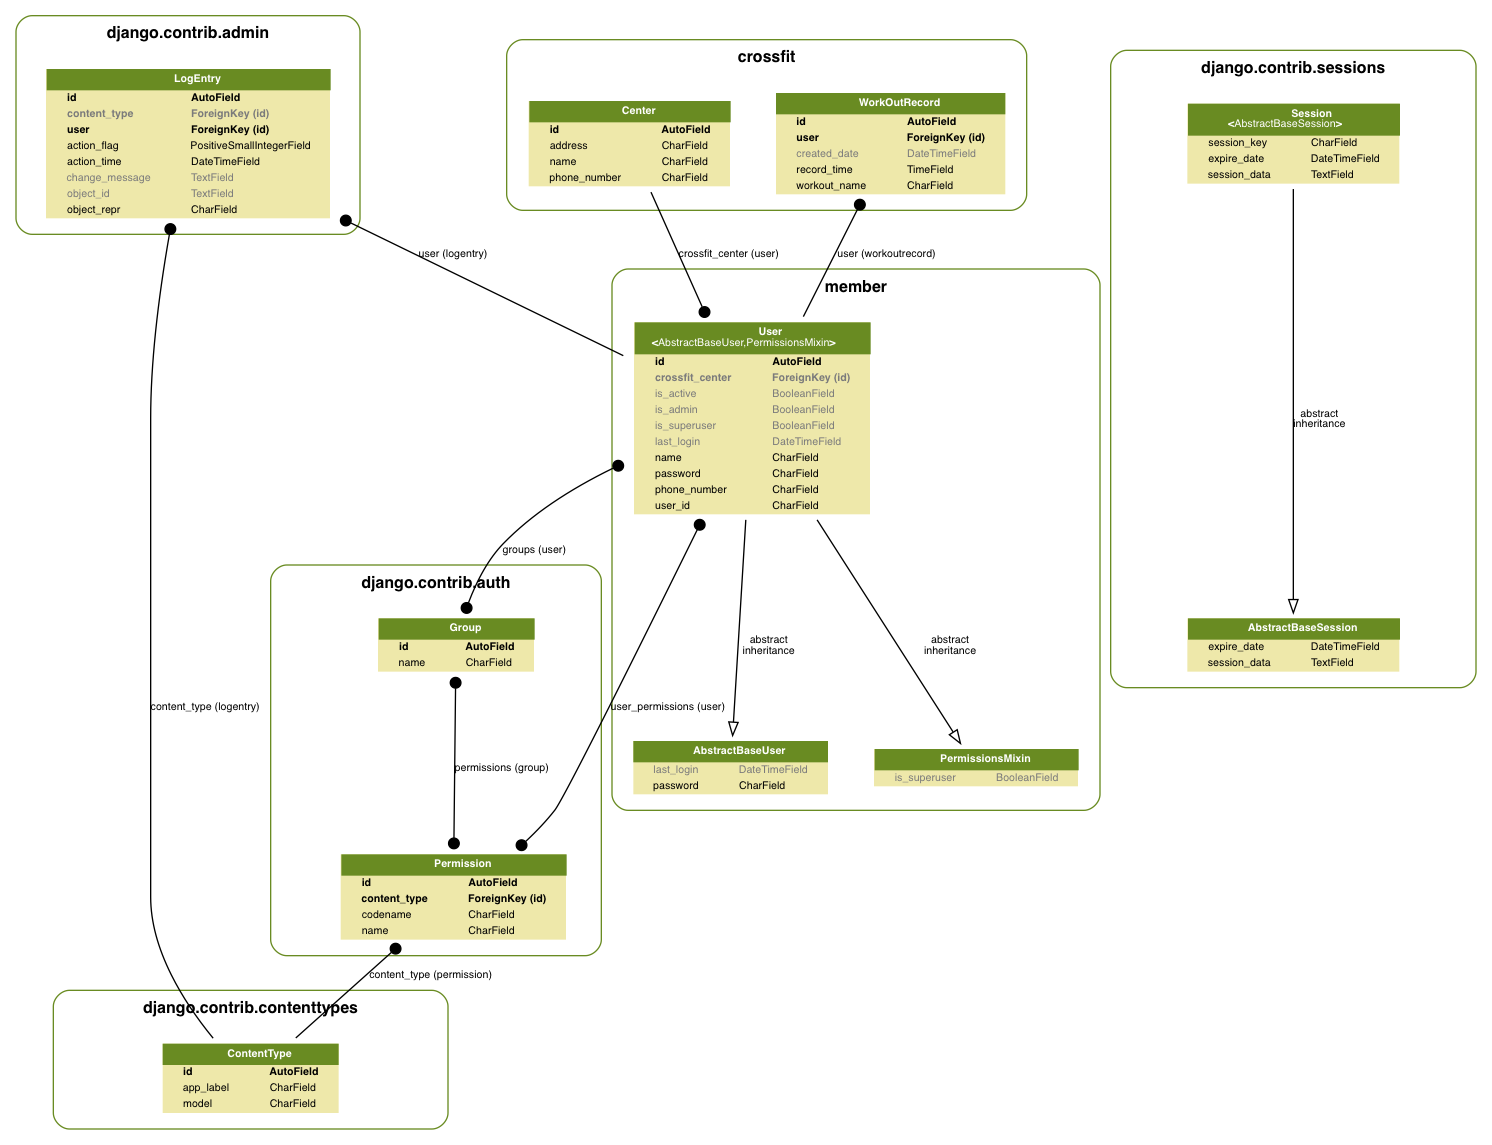 django.contrib.admin
LogEntry
id AutoField
content_type ForeignKey (id)
user ForeignKey (id)
action_flag PositiveSmallIntegerField
action_time DateTimeField
change_message TextField
object_id TextField
object_repr CharField
crossfit
Center
id AutoField
address CharField
name CharField
phone_number CharField
WorkOutRecord
id AutoField
user ForeignKey (id)
created_date DateTimeField
record_time TimeField
workout_name CharField
django.contrib.sessions
Session
<AbstractBaseSession>
session_key CharField
expire_date DateTimeField
session_data TextField
abstract
inheritance
AbstractBaseSession
expire_date DateTimeField
session_data TextField
user (logentry)
crossfit_center (user)
user (workoutrecord)
member
User
<AbstractBaseUser,PermissionsMixin>
id AutoField
crossfit_center ForeignKey (id)
is_active BooleanField
is_admin BooleanField
is_superuser BooleanField
last_login DateTimeField
name CharField
password CharField
phone_number CharField
user_id CharField
abstract
inheritance
abstract
inheritance
AbstractBaseUser
last_login DateTimeField
password CharField
PermissionsMixin
is_superuser BooleanField
groups (user)
user_permissions (user)
django.contrib.auth
Group
id AutoField
name CharField
permissions (group)
Permission
id AutoField
content_type ForeignKey (id)
codename CharField
name CharField
content_type (logentry)
content_type (permission)
django.contrib.contenttypes
ContentType
id AutoField
app_label CharField
model CharField